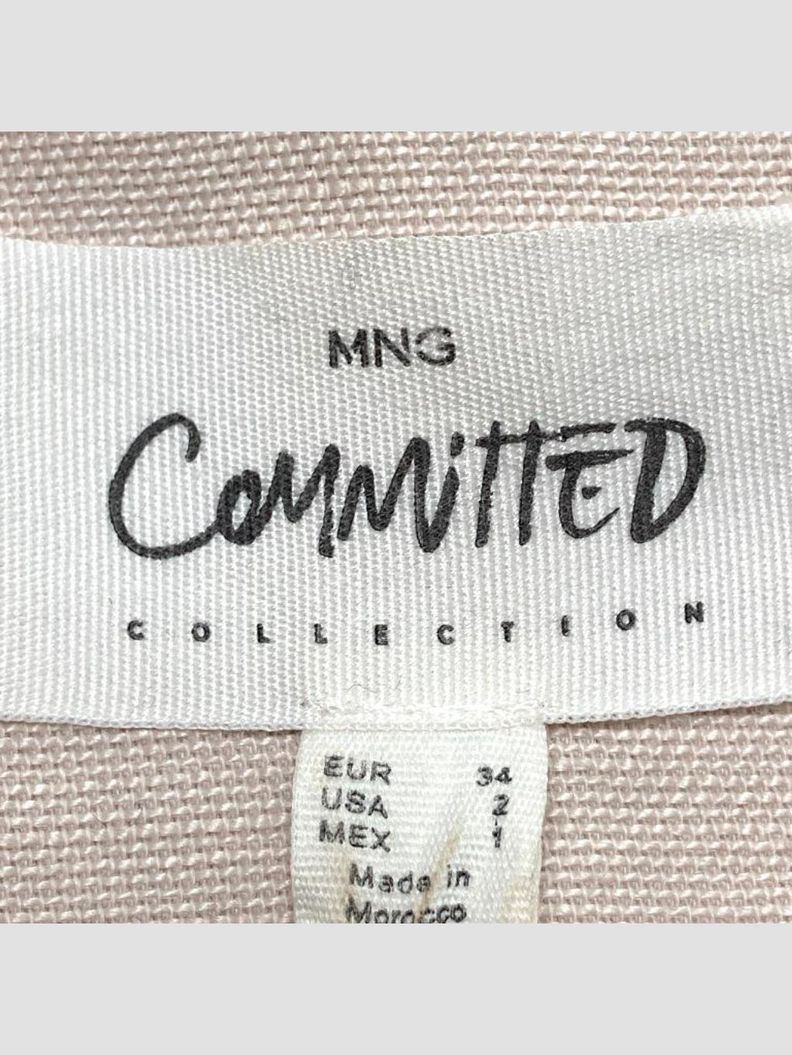 MNG
COMMITTED
COLLECTION
EUR 34
USA 2
MEX 1
Made in
Morocco